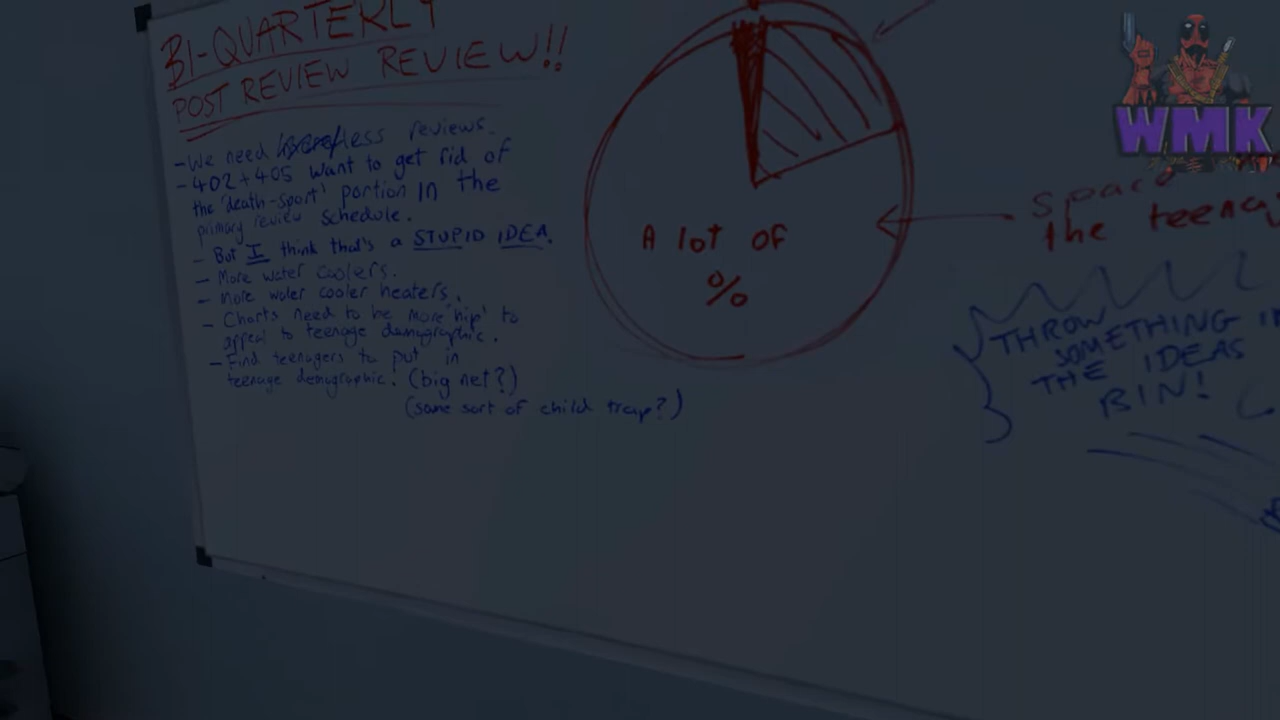 BI-QUARTERLY
POST REVIEW REVIEW!!
- We need less reviews.
- 402 + 405 want to get rid of
the 'death-sport' portion in the
primary review schedule.
- But I think that's a STUPID IDEA.
- More water coolers.
- More water cooler heaters.
- Charts need to be more 'hip' to
appeal to teenage demographic.
- Find teenagers to put in
teenage demographic! (big net?)
(some sort of child trap?)
A lot of
%
space
the
THROW
SOMETHING
THE IDEAS
BIN!
WMK